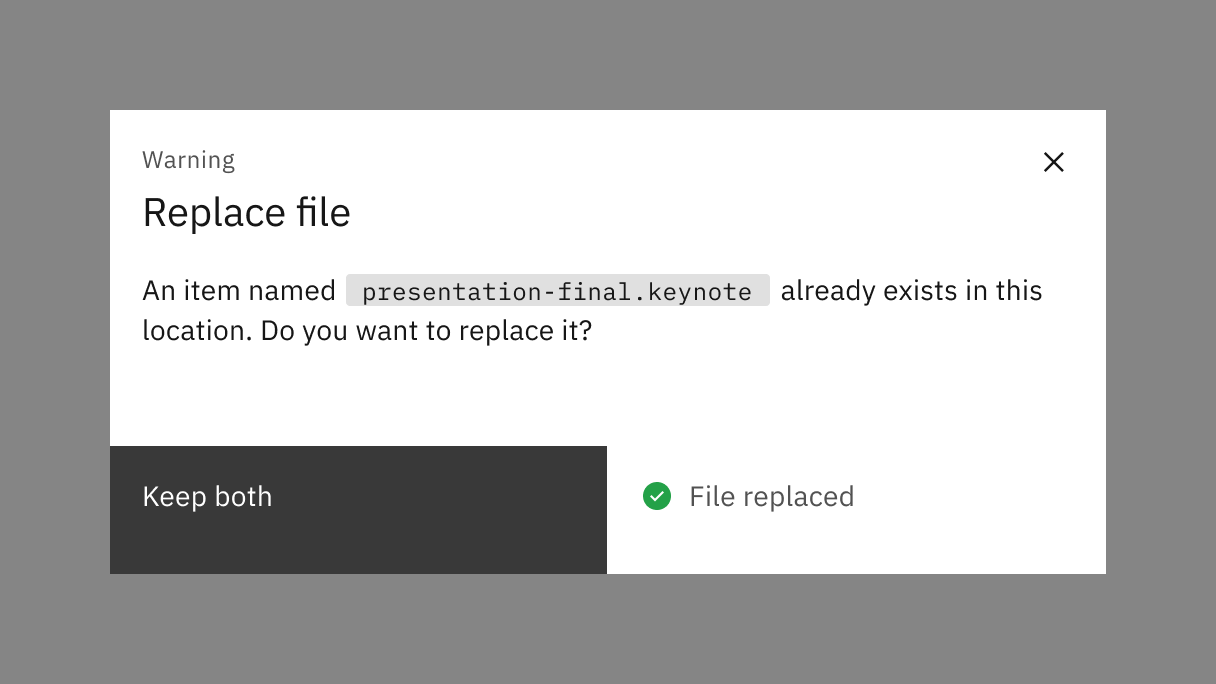 Warning
Replace file
An item named presentation-final.keynote already exists in this
location. Do you want to replace it?
Keep both
File replaced